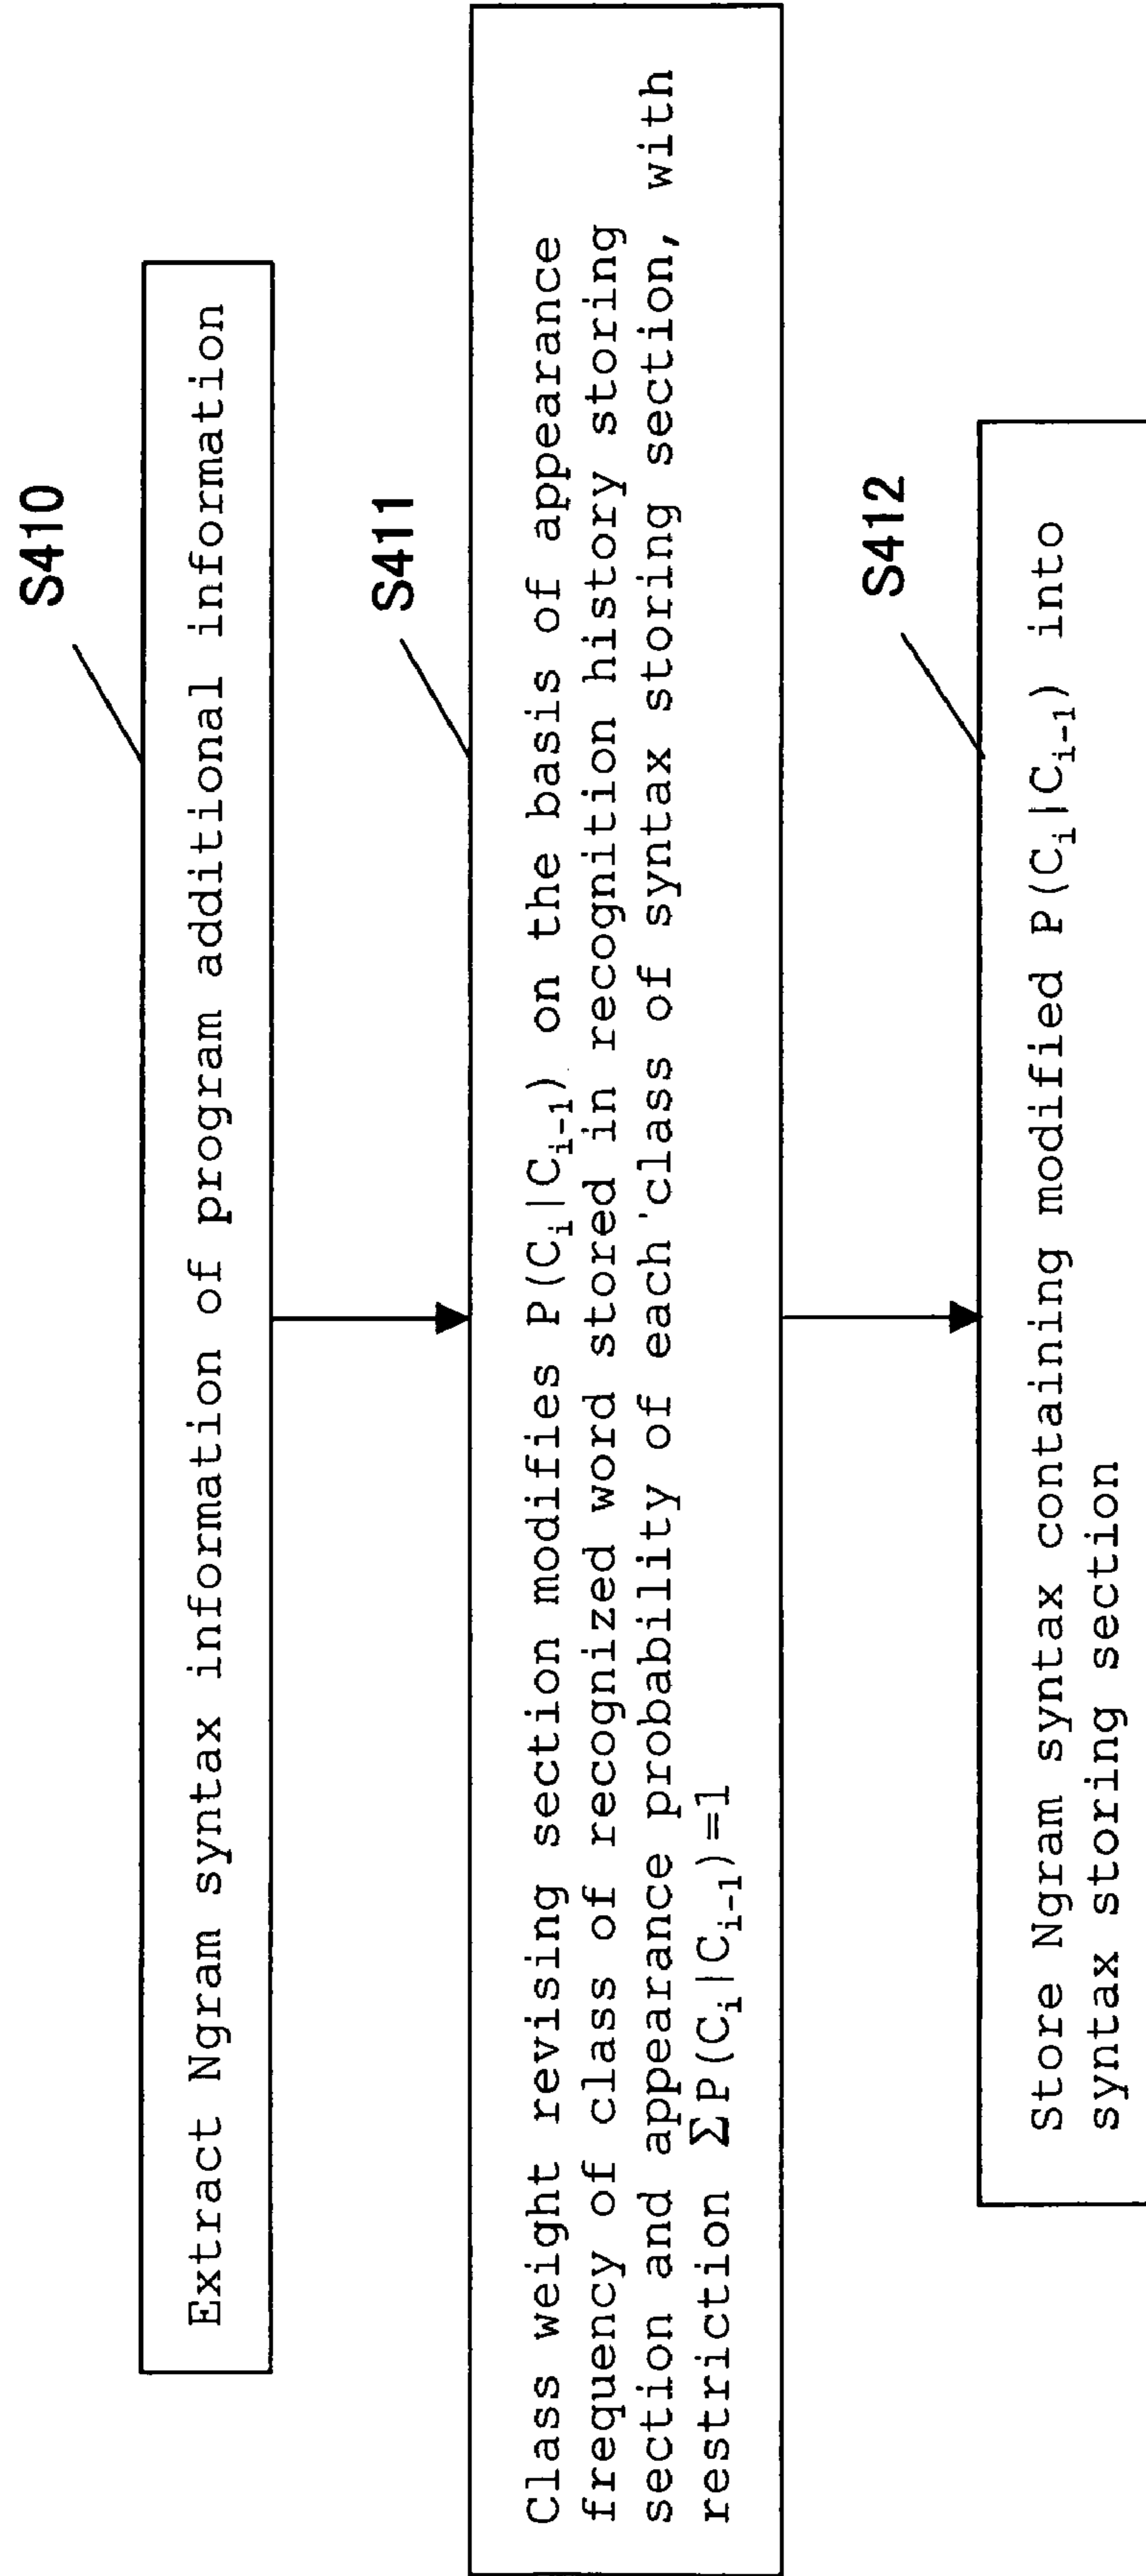 S410
Extract Ngram syntax information of program additional information
S411
Class weight revising section modifies P(C_i|C_{i-1}) on the basis of appearance
frequency of class of recognized word stored in recognition history storing
section and appearance probability of each class of syntax storing section, with
restriction ΣP(C_i|C_{i-1})=1
S412
Store Ngram syntax containing modified P(C_i|C_{i-1}) into
syntax storing section